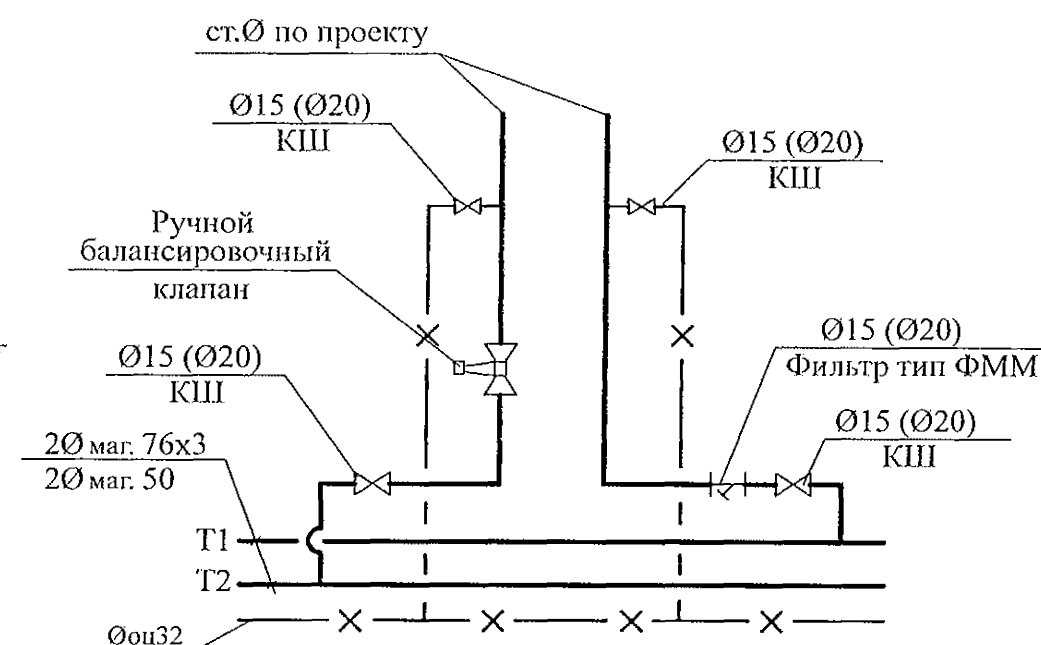 ст.Ø по проекту
Ø15 (Ø20)
КШ
Ø15 (Ø20)
КШ
Ручной
балансировочный
клапан
Ø15 (Ø20)
КШ
Ø15 (Ø20)
Фильтр тип ФММ
Ø15 (Ø20)
КШ
2Ø маг. 76х3
2Ø маг. 50
Т1
Т2
Øоц32